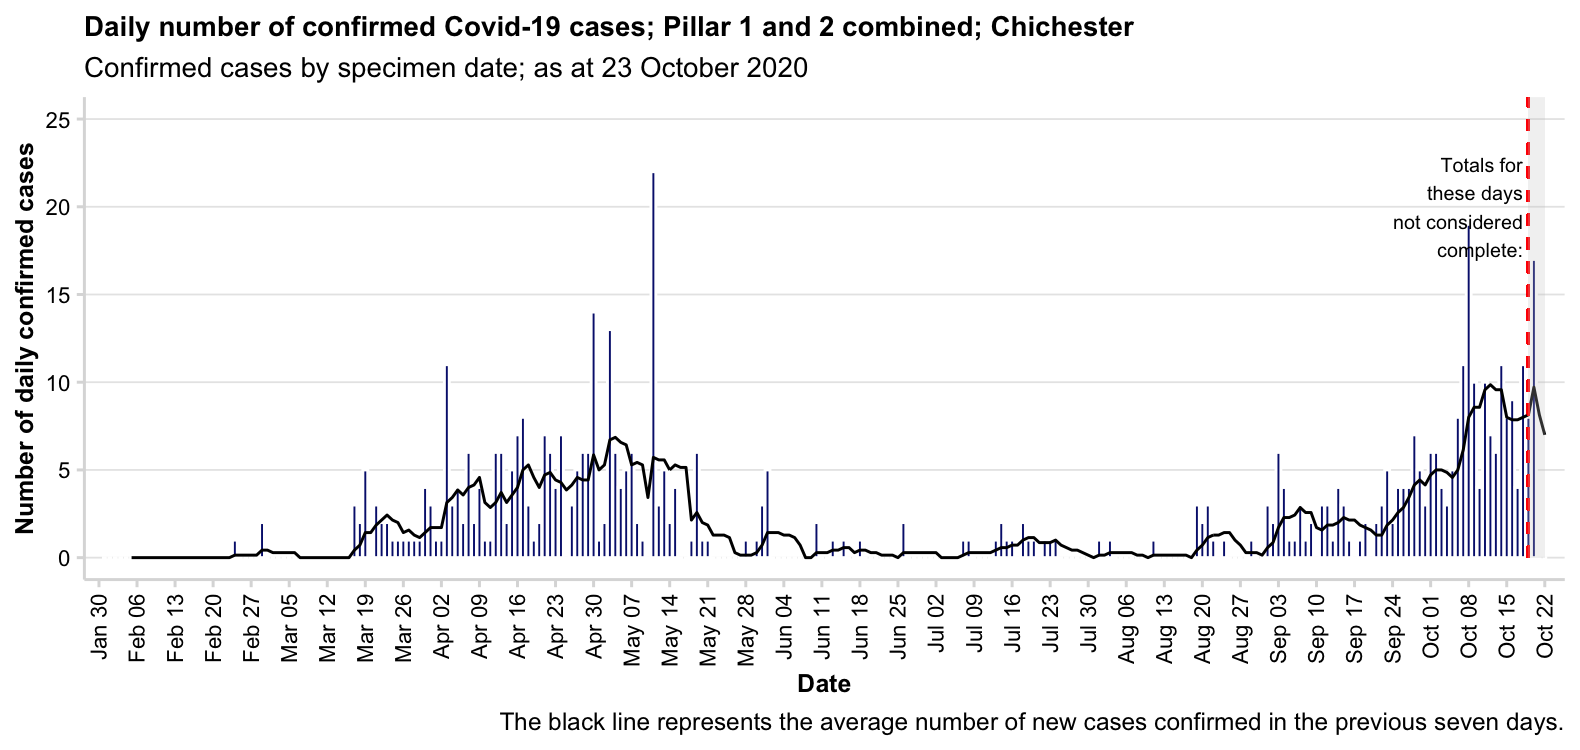 Daily number of confirmed Covid-19 cases; Pillar 1 and 2 combined; Chichester
Confirmed cases by specimen date; as at 23 October 2020
Number of daily confirmed cases
25
20
15
10
5
0
Totals for
these days
not considered
complete:
Jan 30
Feb 06
Feb 13
Feb 20
Feb 27
Mar 05
Mar 12
Mar 19
Mar 26
Apr 02
Apr 09
Apr 16
Apr 23
Apr 30
May 07
May 14
May 21
May 28
Jun 04
Jun 11
Jun 18
Jun 25
Jul 02
Jul 09
Jul 16
Jul 23
Jul 30
Aug 06
Aug 13
Aug 20
Aug 27
Sep 03
Sep 10
Sep 17
Sep 24
Oct 01
Oct 08
Oct 15
Oct 22
Date
The black line represents the average number of new cases confirmed in the previous seven days.